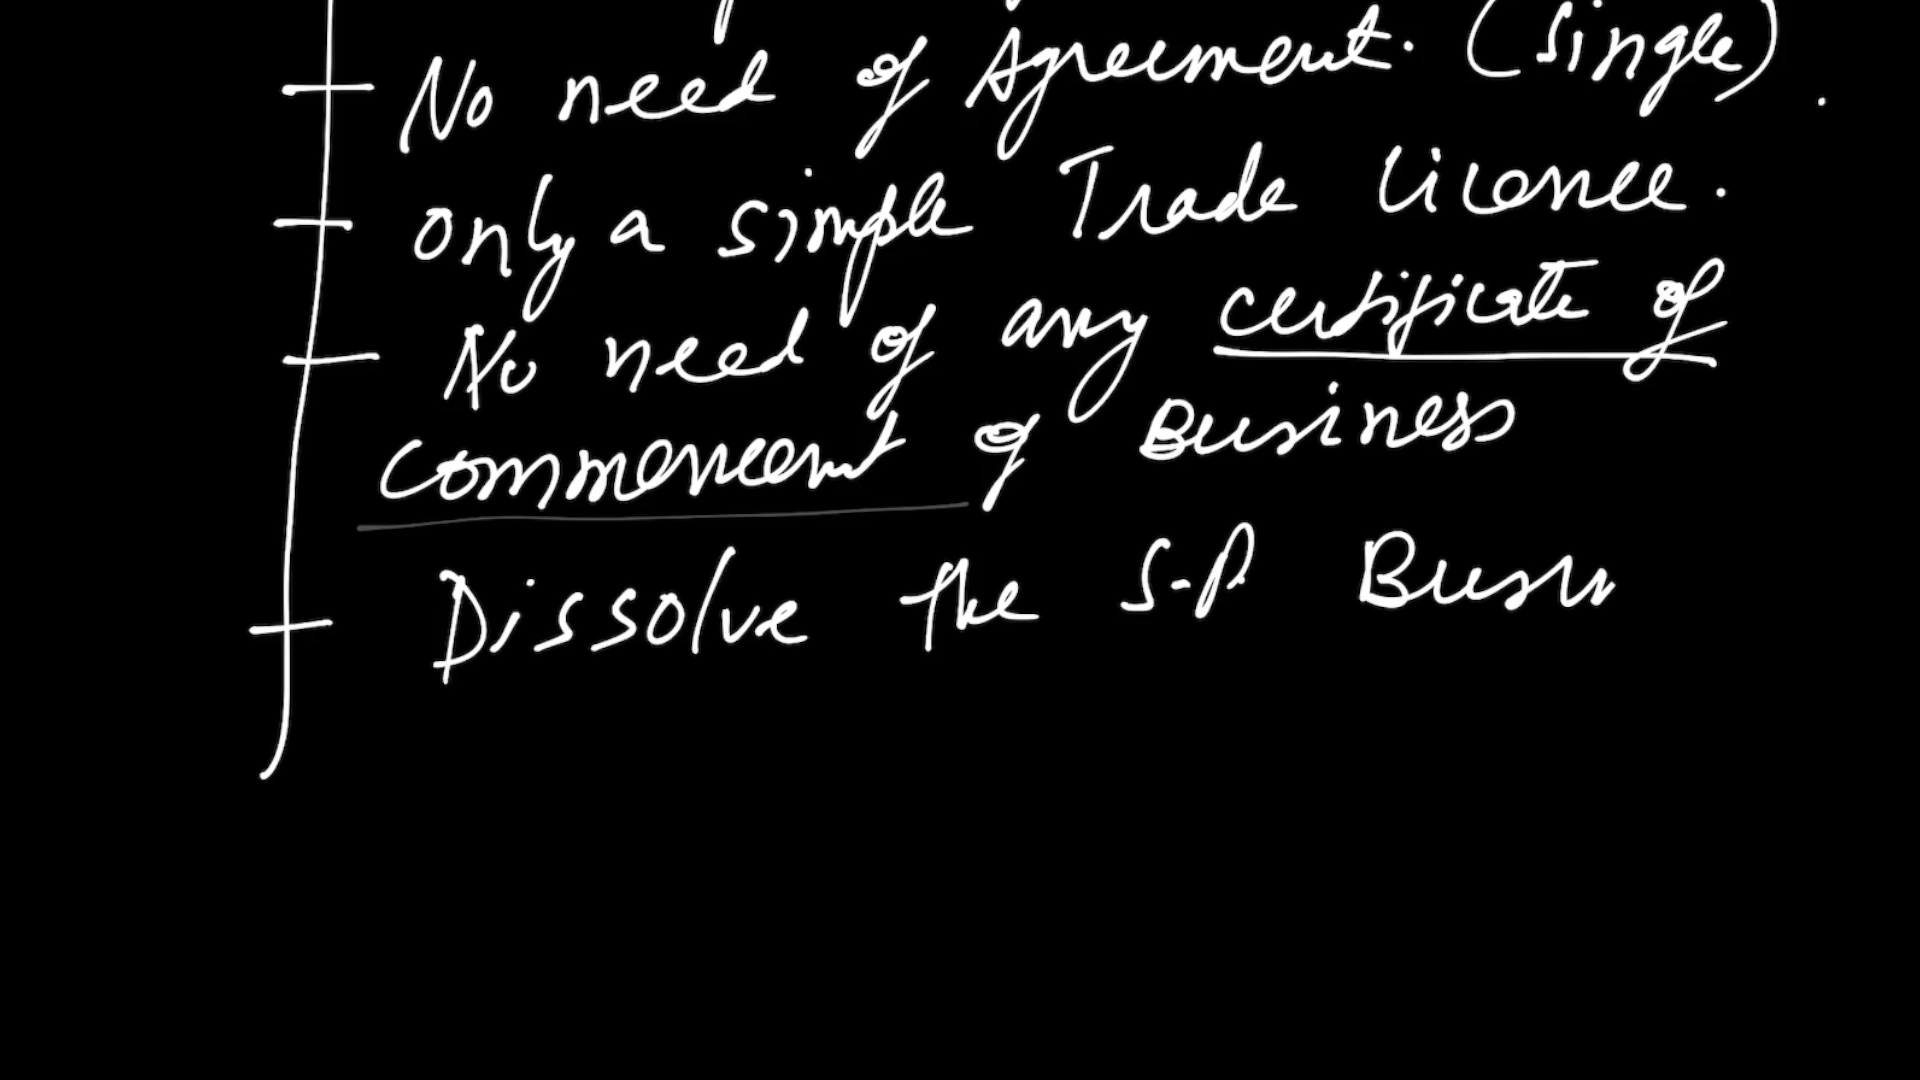 No need of Agreement. (Single).
only a simple Trade Licence.
No need of any certificate of
commencement of Business
Dissolve the S-P Busin